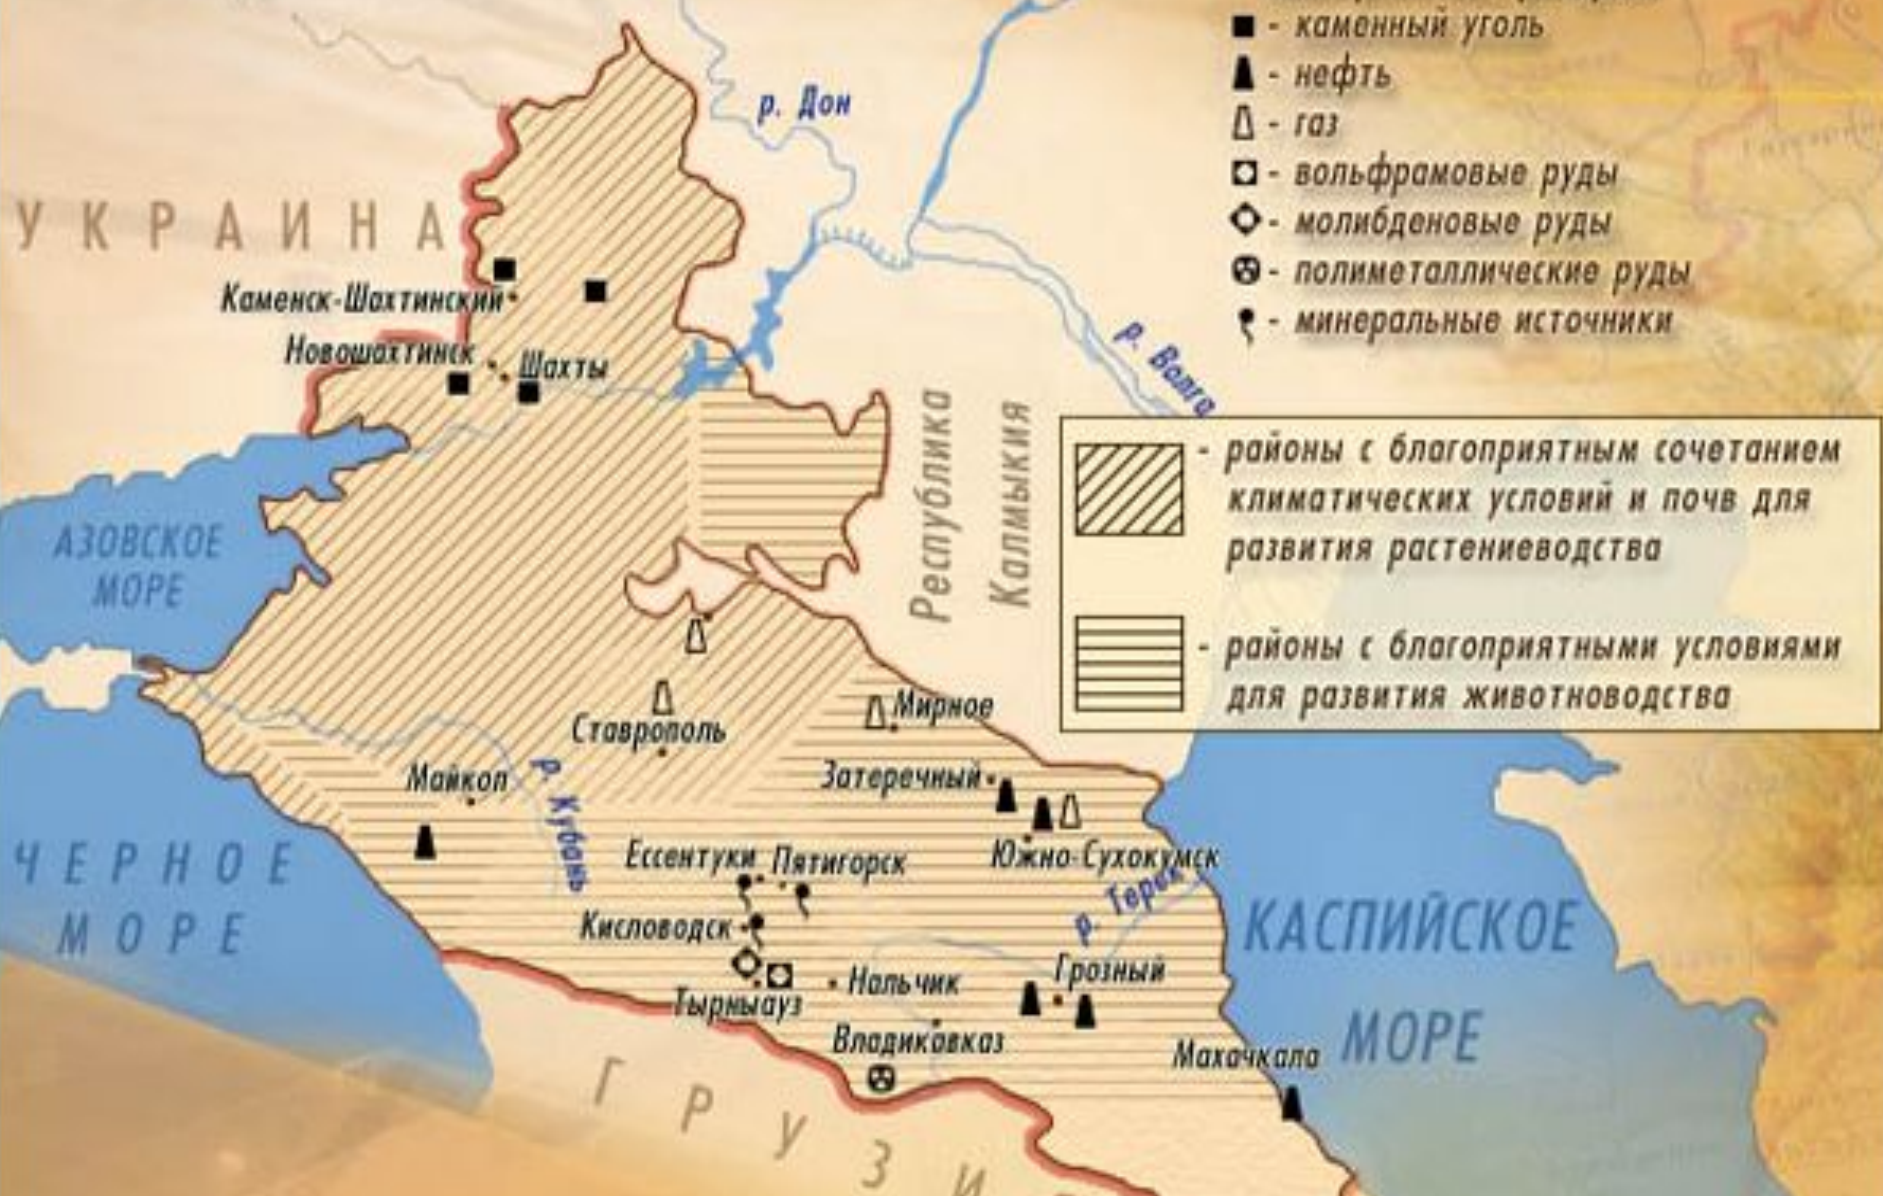 - каменный уголь
- нефть
- газ
- вольфрамовые руды
- молибденовые руды
- полиметаллические руды
- минеральные источники
р. Дон
УКРАИНА
Каменск-Шахтинский
Новошахтинск
Шахты
р. Волга
Республика
Калмыкия
- районы с благоприятным сочетанием
климатических условий и почв для
развития растениеводства
- районы с благоприятными условиями
для развития животноводства
АЗОВСКОЕ
МОРЕ
Ставрополь
Мирное
Майкоп
р. Кубань
Затеречный
Южно-Сухокумск
р. Терек
Ессентуки
Пятигорск
Кисловодск
ЧЕРНОЕ
МОРЕ
КАСПИЙСКОЕ
МОРЕ
Тырныауз
Нальчик
Грозный
Владикавказ
Махачкала
ГРУЗИ